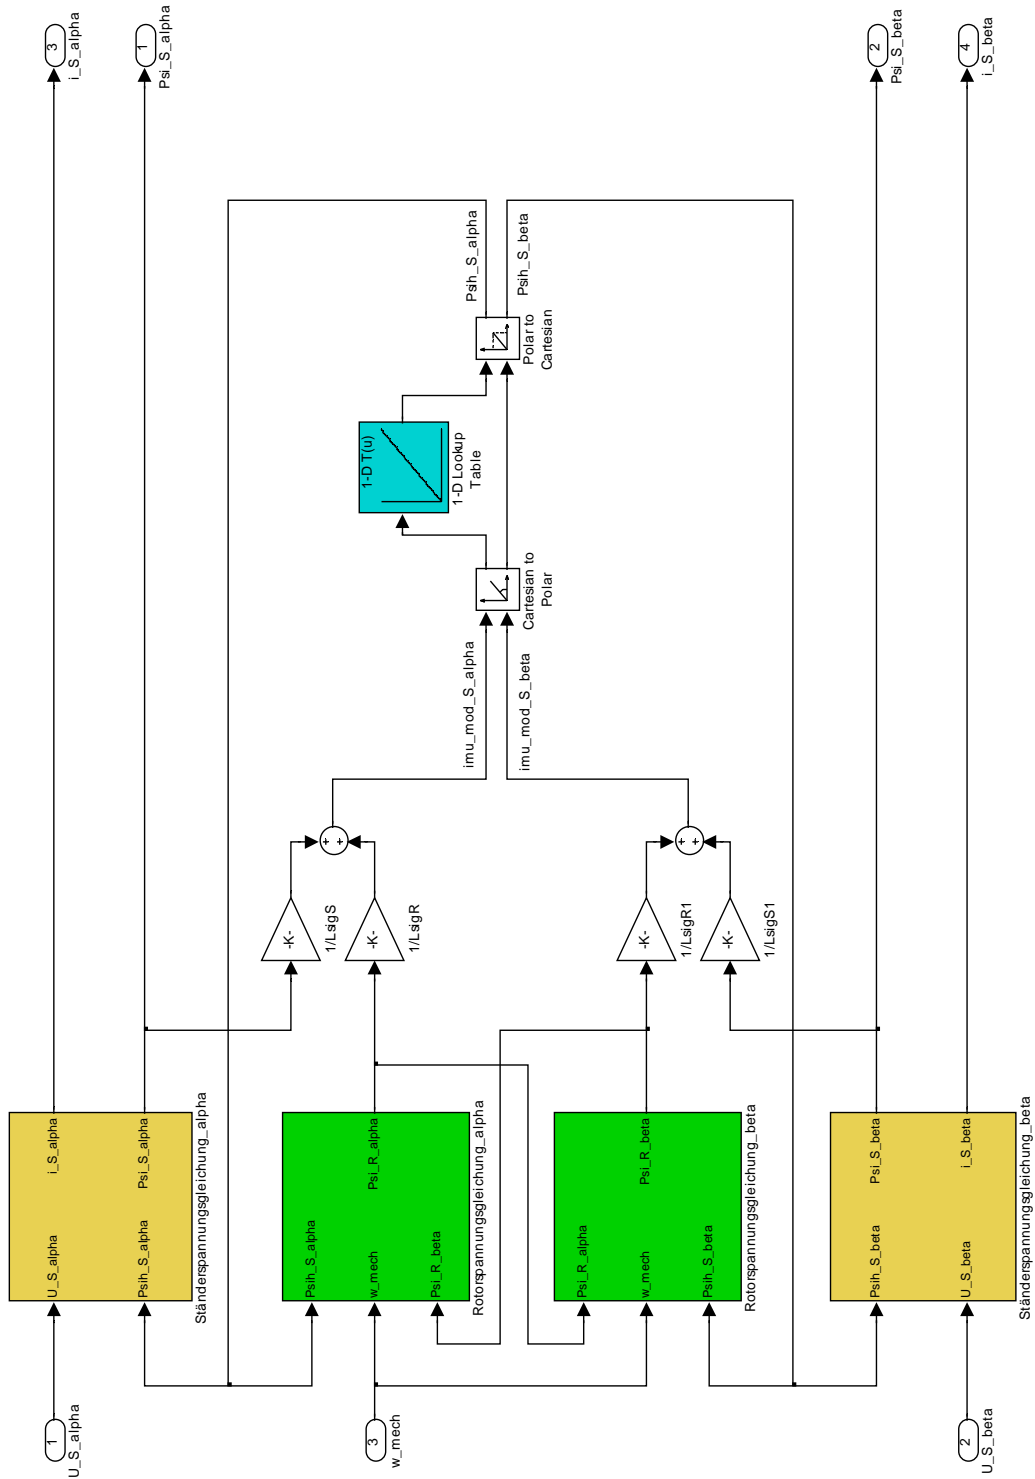 1
U_S_alpha
3
w_mech
2
U_S_beta
U_S_alpha
i_S_alpha
Psih_S_alpha
Psi_S_alpha
Ständerspannungsgleichung_alpha
Psih_S_alpha
w_mech
Psi_R_alpha
Psi_R_beta
Rotorspannungsgleichung_alpha
Psi_R_alpha
w_mech
Psi_R_beta
Psih_S_beta
Rotorspannungsgleichung_beta
Psih_S_beta
Psi_S_beta
U_S_beta
i_S_beta
Ständerspannungsgleichung_beta
-K-
1/LsigS
-K-
1/LsigR
-K-
1/LsigR1
-K-
1/LsigS1
+
+
+
+
imu_mod_S_alpha
imu_mod_S_beta
Cartesian to
Polar
1-D T(u)
1-D Lookup
Table
Polar to
Cartesian
Psih_S_alpha
Psih_S_beta
3
i_S_alpha
1
Psi_S_alpha
2
Psi_S_beta
4
i_S_beta